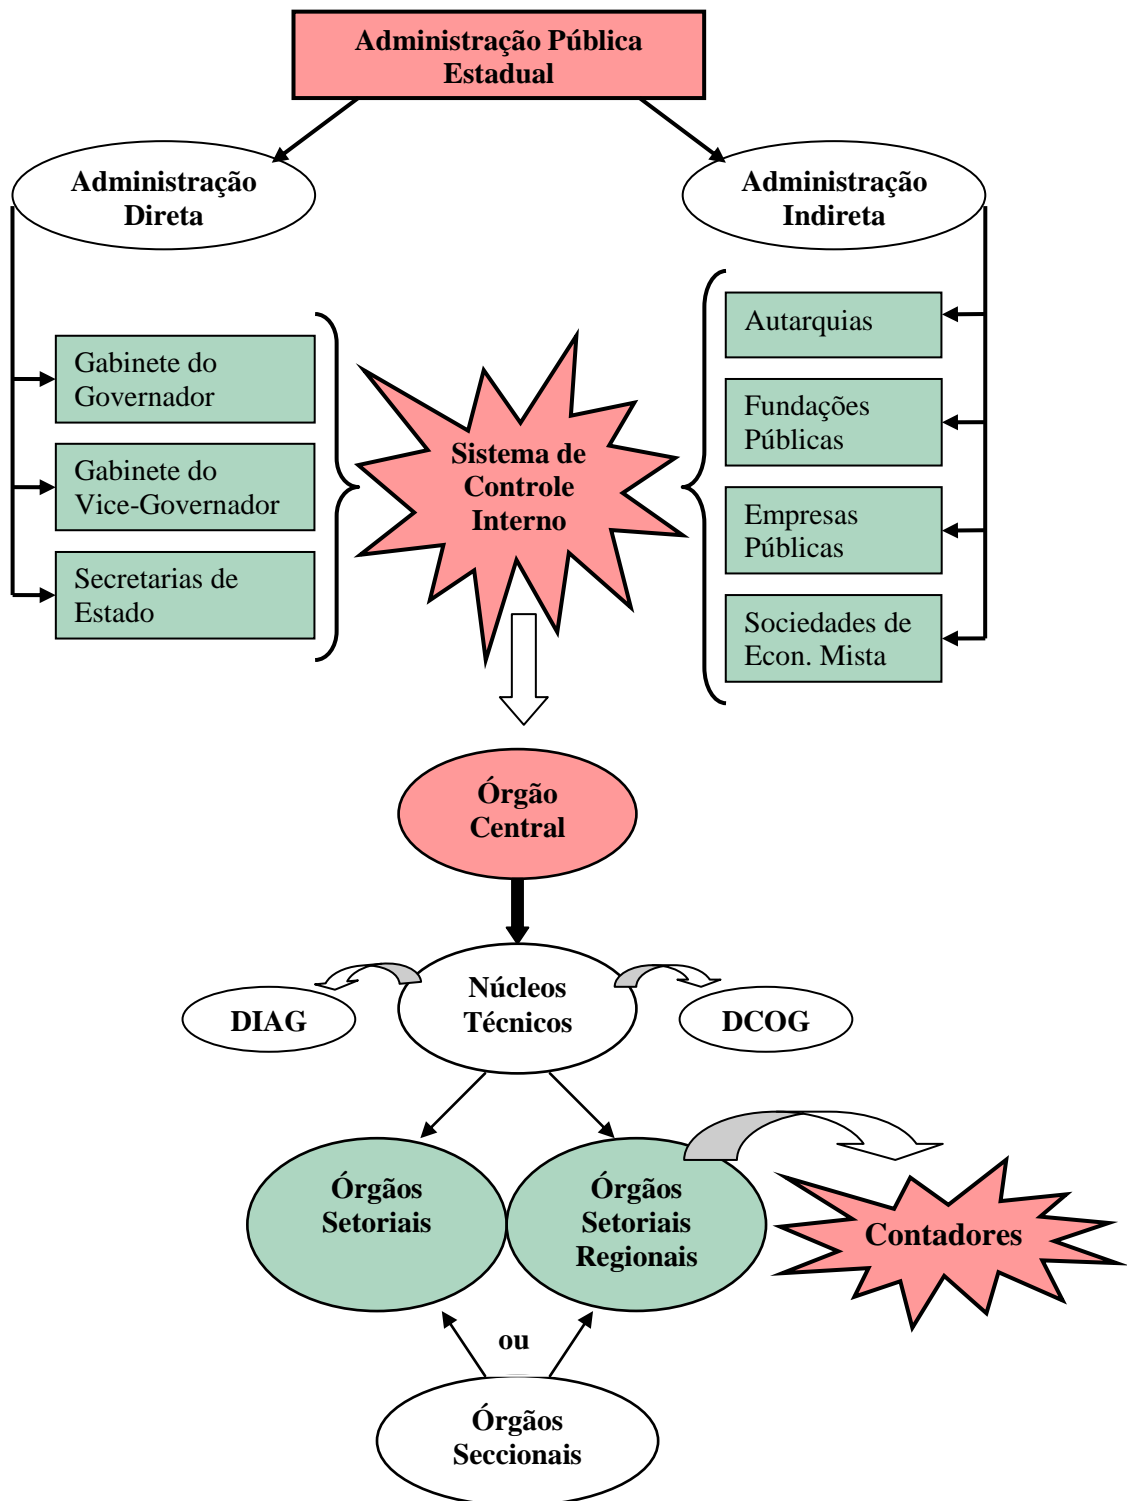 Administração Pública
Estadual
Administração
Direta
Administração
Indireta
Gabinete do
Governador
Gabinete do
Vice-Governador
Secretarias de
Estado
Sistema de
Controle
Interno
Autarquias
Fundações
Públicas
Empresas
Públicas
Sociedades de
Econ. Mista
Órgão
Central
Núcleos
Técnicos
DIAG
DCOG
Órgãos
Setoriais
Órgãos
Setoriais
Regionais
Contadores
ou
Órgãos
Seccionais